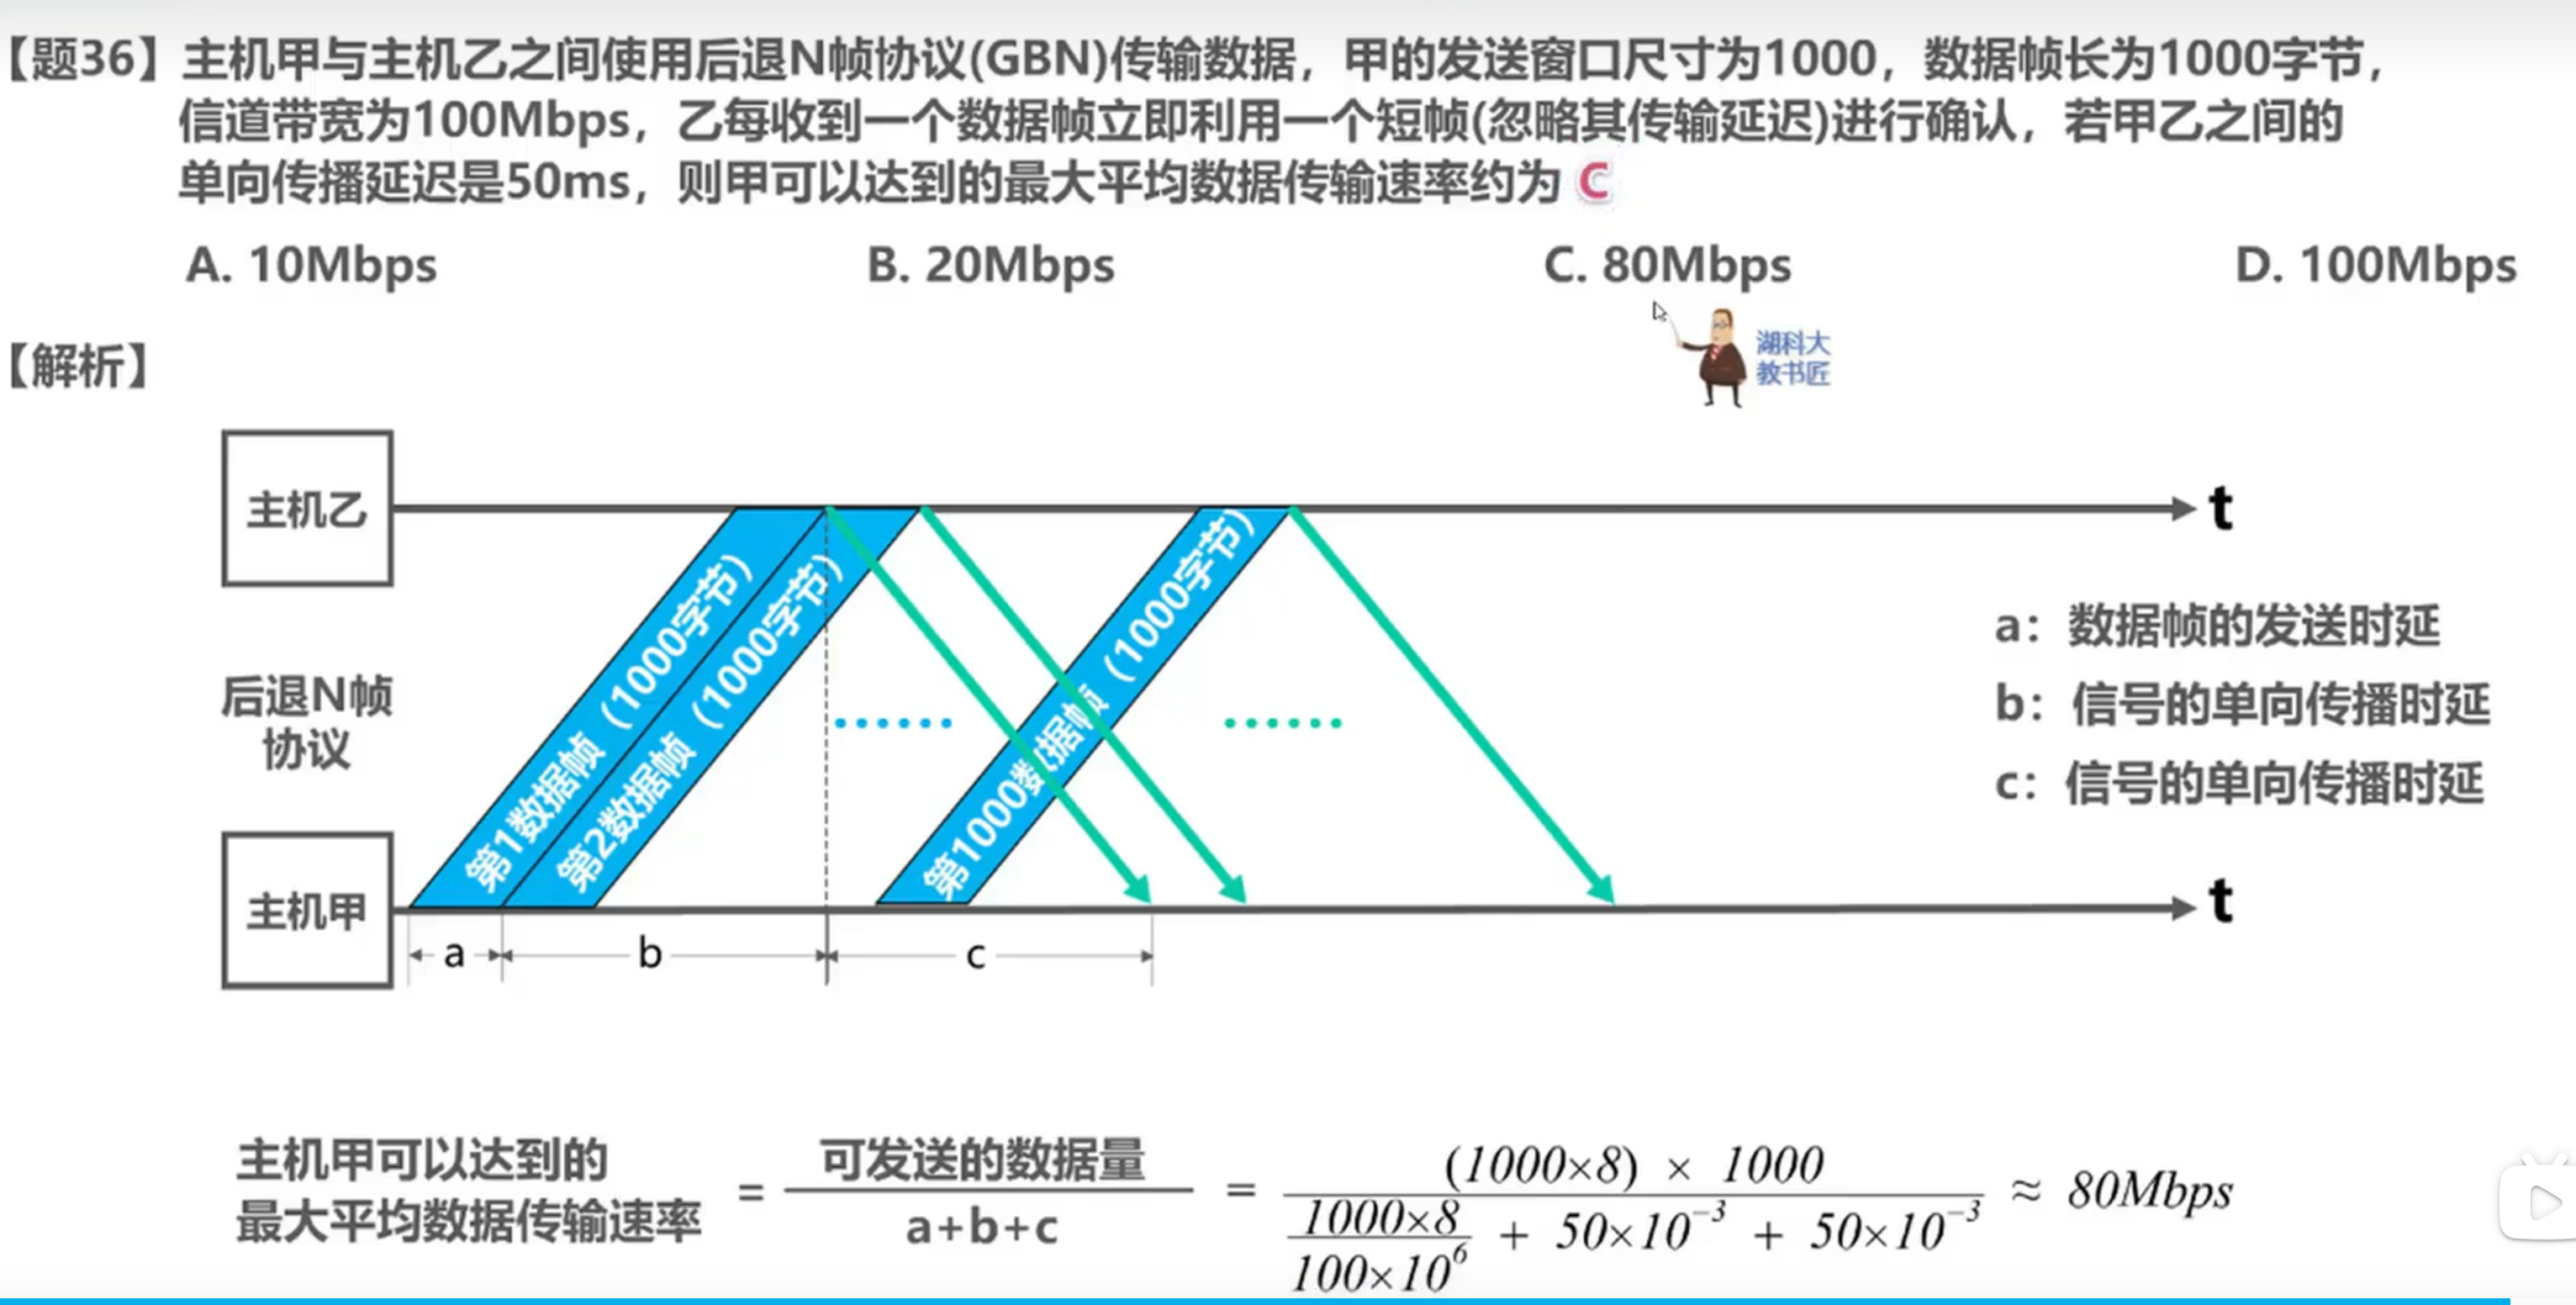 【题36】主机甲与主机乙之间使用后退N帧协议(GBN)传输数据，甲的发送窗口尺寸为1000，数据帧长为1000字节，
信道带宽为100Mbps，乙每收到一个数据帧立即利用一个短帧(忽略其传输延迟)进行确认，若甲乙之间的
单向传播延迟是50ms，则甲可以达到的最大平均数据传输速率约为 C
A. 10Mbps B. 20Mbps C. 80Mbps D. 100Mbps
湖科大
教书匠
【解析】
主机乙
t
第1数据帧（1000字节）
第2数据帧（1000字节）
······
第1000数据帧（1000字节）
······
a：数据帧的发送时延
b：信号的单向传播时延
c：信号的单向传播时延
后退N帧
协议
主机甲
t
a b c
主机甲可以达到的
最大平均数据传输速率
=
可发送的数据量
a+b+c
=
(1000×8) × 1000
1000×8
100×10⁶
+ 50×10⁻³ + 50×10⁻³
≈ 80Mbps